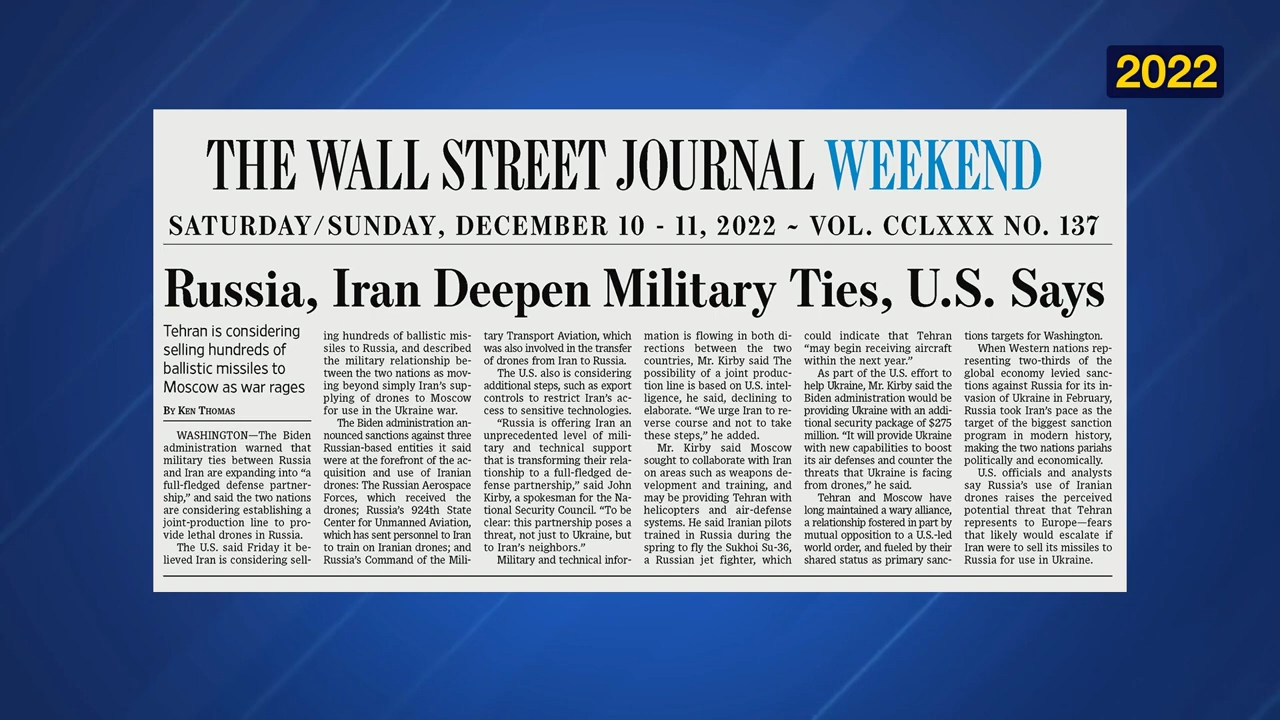 2022
THE WALL STREET JOURNAL WEEKEND
SATURDAY/SUNDAY, DECEMBER 10 - 11, 2022 ~ VOL. CCLXXX NO. 137
Russia, Iran Deepen Military Ties, U.S. Says
Tehran is considering
selling hundreds of
ballistic missiles to
Moscow as war rages
BY KEN THOMAS
WASHINGTON—The Biden
administration warned that
military ties between Russia
and Iran are expanding into “a
full-fledged defense partner-
ship,” and said the two nations
are considering establishing a
joint-production line to pro-
vide lethal drones in Russia.
The U.S. said Friday it be-
lieved Iran is considering sell-
ing hundreds of ballistic mis-
siles to Russia, and described
the military relationship be-
tween the two nations as mov-
ing beyond simply Iran’s sup-
plying of drones to Moscow
for use in the Ukraine war.
The Biden administration an-
nounced sanctions against three
Russian-based entities it said
were at the forefront of the ac-
quisition and use of Iranian
drones: The Russian Aerospace
Forces, which received the
drones; Russia’s 924th State
Center for Unmanned Aviation,
which has sent personnel to Iran
to train on Iranian drones; and
Russia’s Command of the Mili-
tary Transport Aviation, which
was also involved in the transfer
of drones from Iran to Russia.
The U.S. also is considering
additional steps, such as export
controls to restrict Iran’s ac-
cess to sensitive technologies.
“Russia is offering Iran an
unprecedented level of mili-
tary and technical support
that is transforming their rela-
tionship to a full-fledged de-
fense partnership,” said John
Kirby, a spokesman for the Na-
tional Security Council. “To be
clear: this partnership poses a
threat, not just to Ukraine, but
to Iran’s neighbors.”
Military and technical infor-
mation is flowing in both di-
rections between the two
countries, Mr. Kirby said The
possibility of a joint produc-
tion line is based on U.S. intel-
ligence, he said, declining to
elaborate. “We urge Iran to re-
verse course and not to take
these steps,” he added.
Mr. Kirby said Moscow
sought to collaborate with Iran
on areas such as weapons de-
velopment and training, and
may be providing Tehran with
helicopters and air-defense
systems. He said Iranian pilots
trained in Russia during the
spring to fly the Sukhoi Su-36,
a Russian jet fighter, which
could indicate that Tehran
“may begin receiving aircraft
within the next year.”
As part of the U.S. effort to
help Ukraine, Mr. Kirby said the
Biden administration would be
providing Ukraine with an addi-
tional security package of $275
million. “It will provide Ukraine
with new capabilities to boost
its air defenses and counter the
threats that Ukraine is facing
from drones,” he said.
Tehran and Moscow have
long maintained a wary alliance,
a relationship fostered in part by
mutual opposition to a U.S.-led
world order, and fueled by their
shared status as primary sanc-
tions targets for Washington.
When Western nations rep-
resenting two-thirds of the
global economy levied sanc-
tions against Russia for its in-
vasion of Ukraine in February,
Russia took Iran’s pace as the
target of the biggest sanction
program in modern history,
making the two nations pariahs
politically and economically.
U.S. officials and analysts
say Russia’s use of Iranian
drones raises the perceived
potential threat that Tehran
represents to Europe—fears
that likely would escalate if
Iran were to sell its missiles to
Russia for use in Ukraine.